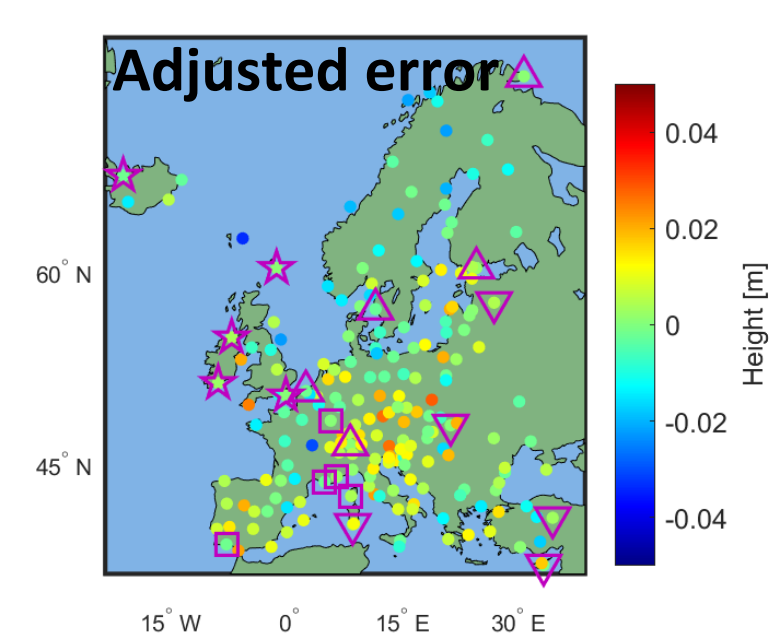 Adjusted error
60° N
45° N
15° W
0°
15° E
30° E
0.04
0.02
0
-0.02
-0.04
Height [m]